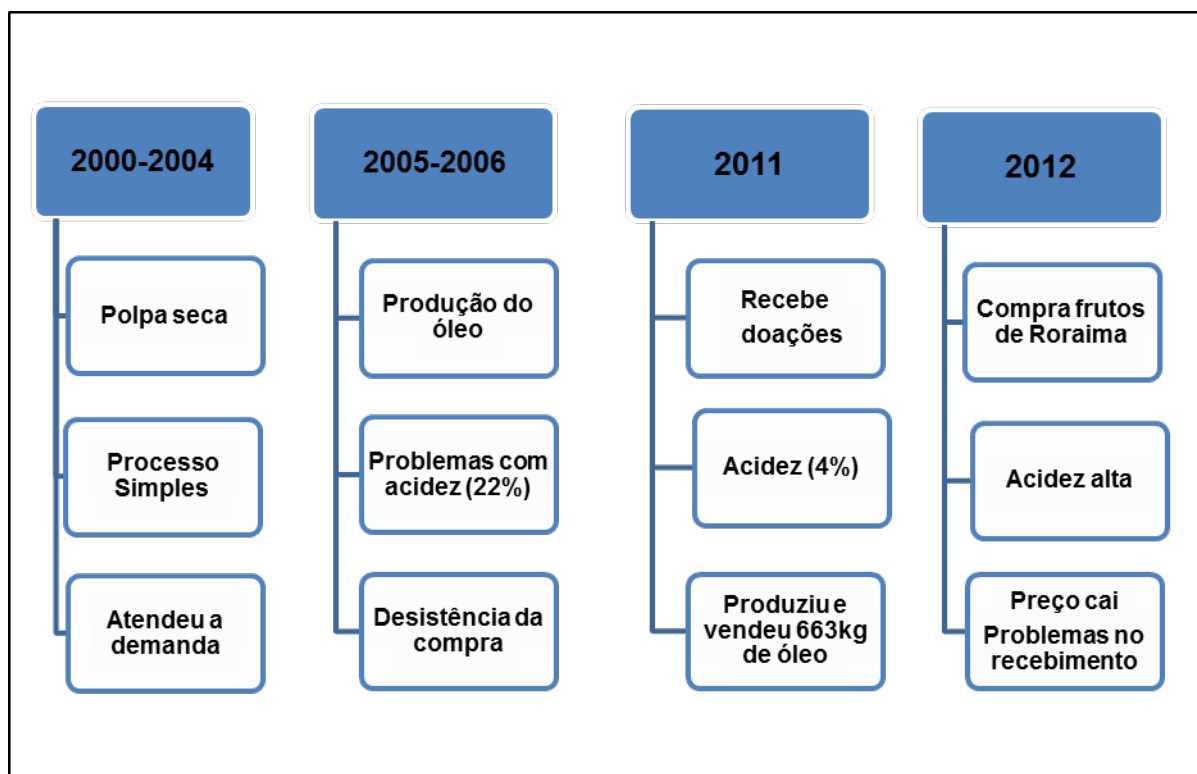 2000-2004
Polpa seca
Processo
Simples
Atendeu a
demanda
2005-2006
Produção do
óleo
Problemas com
acidez (22%)
Desistência da
compra
2011
Recebe
doações
Acidez (4%)
Produziu e
vendeu 663kg
de óleo
2012
Compra frutos
de Roraima
Acidez alta
Preço cai
Problemas no
recebimento